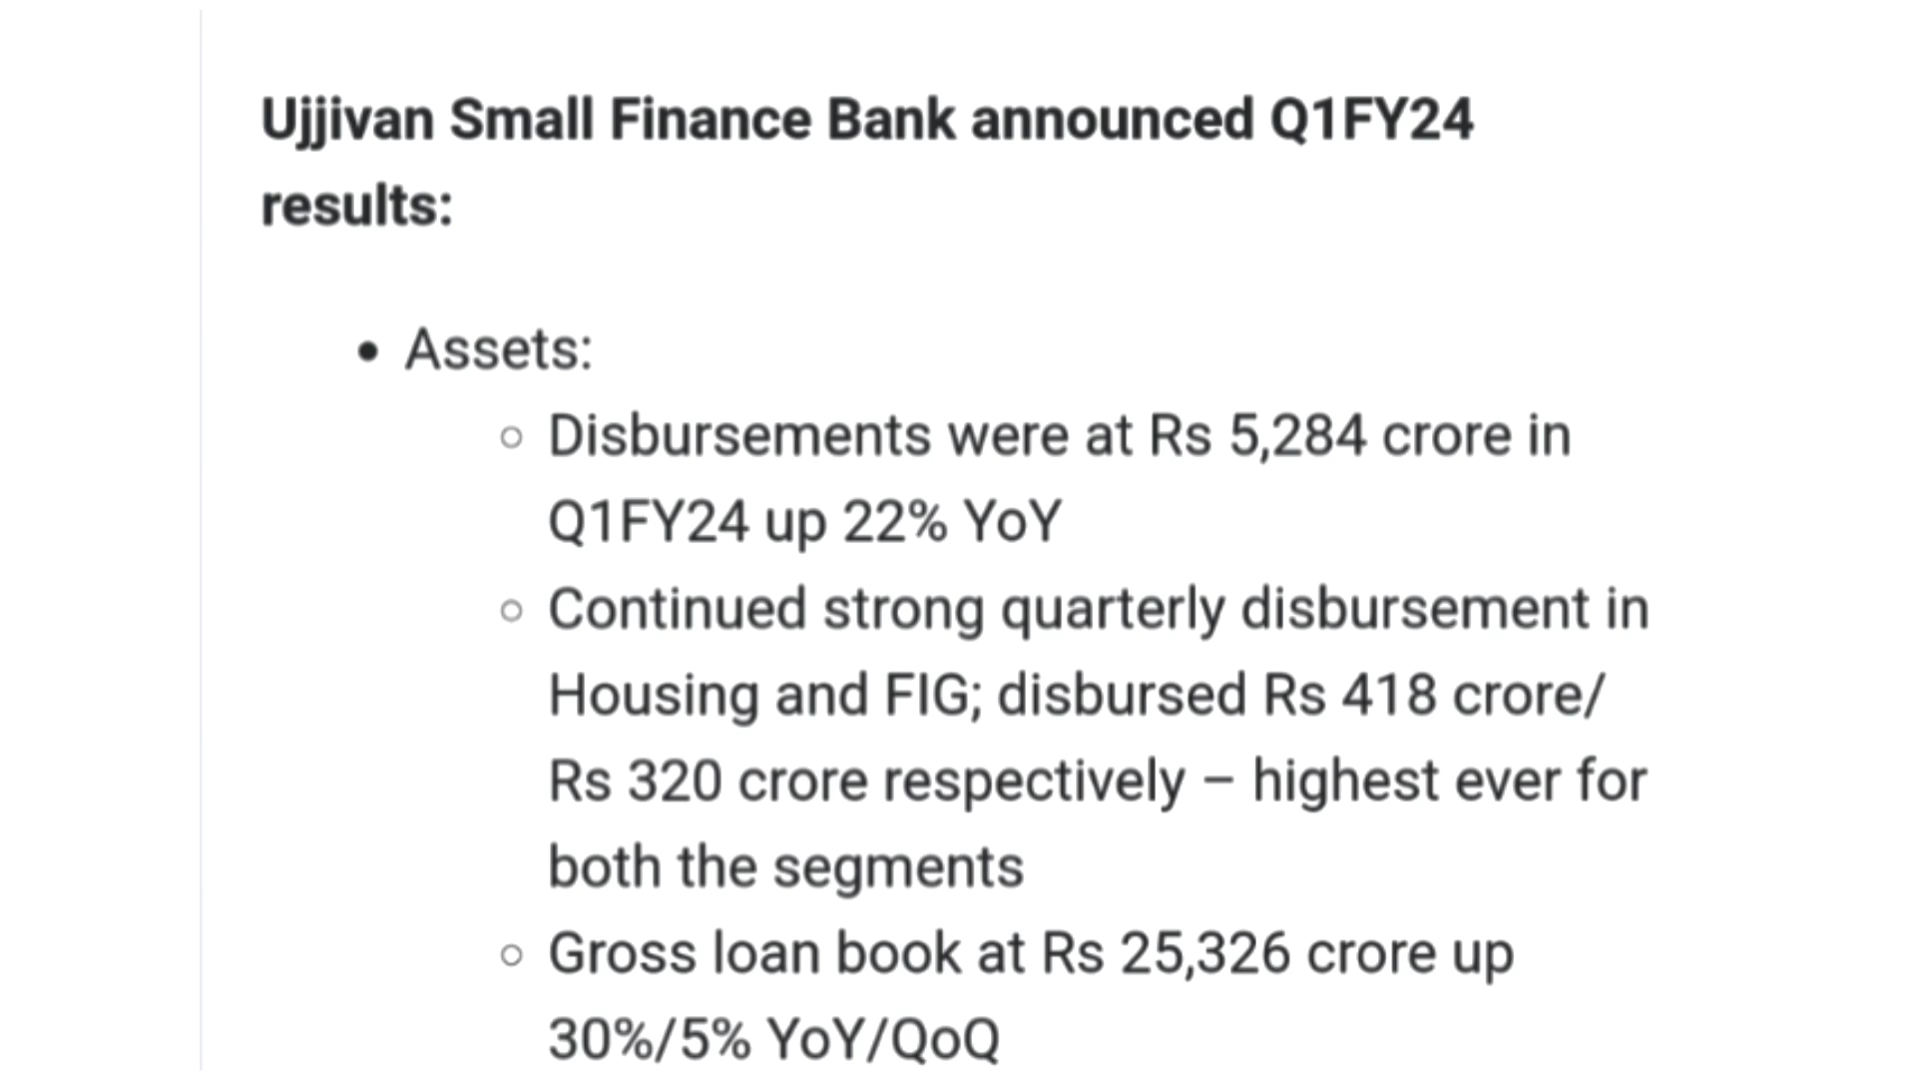 Ujjivan Small Finance Bank announced Q1FY24
results:
• Assets:
○ Disbursements were at Rs 5,284 crore in
Q1FY24 up 22% YoY
○ Continued strong quarterly disbursement in
Housing and FIG; disbursed Rs 418 crore/
Rs 320 crore respectively – highest ever for
both the segments
○ Gross loan book at Rs 25,326 crore up
30%/5% YoY/QoQ